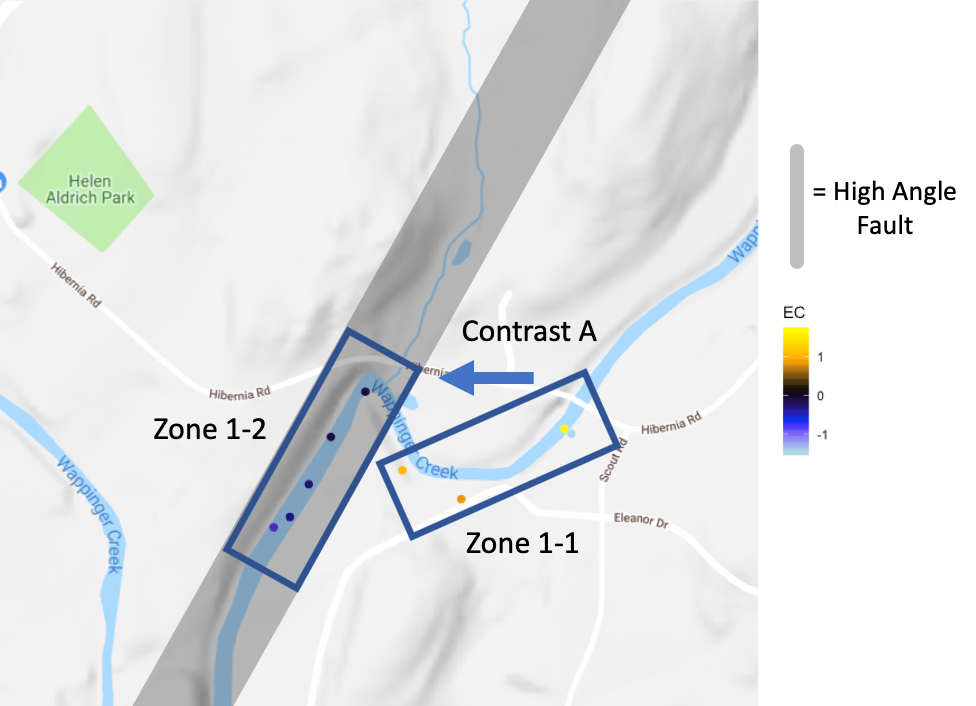 Wappin
= High Angle
Fault
Helen
Aldrich Park
Hibernia Rd
EC
1
0
-1
Contrast A
Hibernia
Hibernia Rd
Zone 1-2
Wappinger Creek
Hibernia Rd
Scout Rd
Wappinger Creek
Eleanor Dr
Zone 1-1